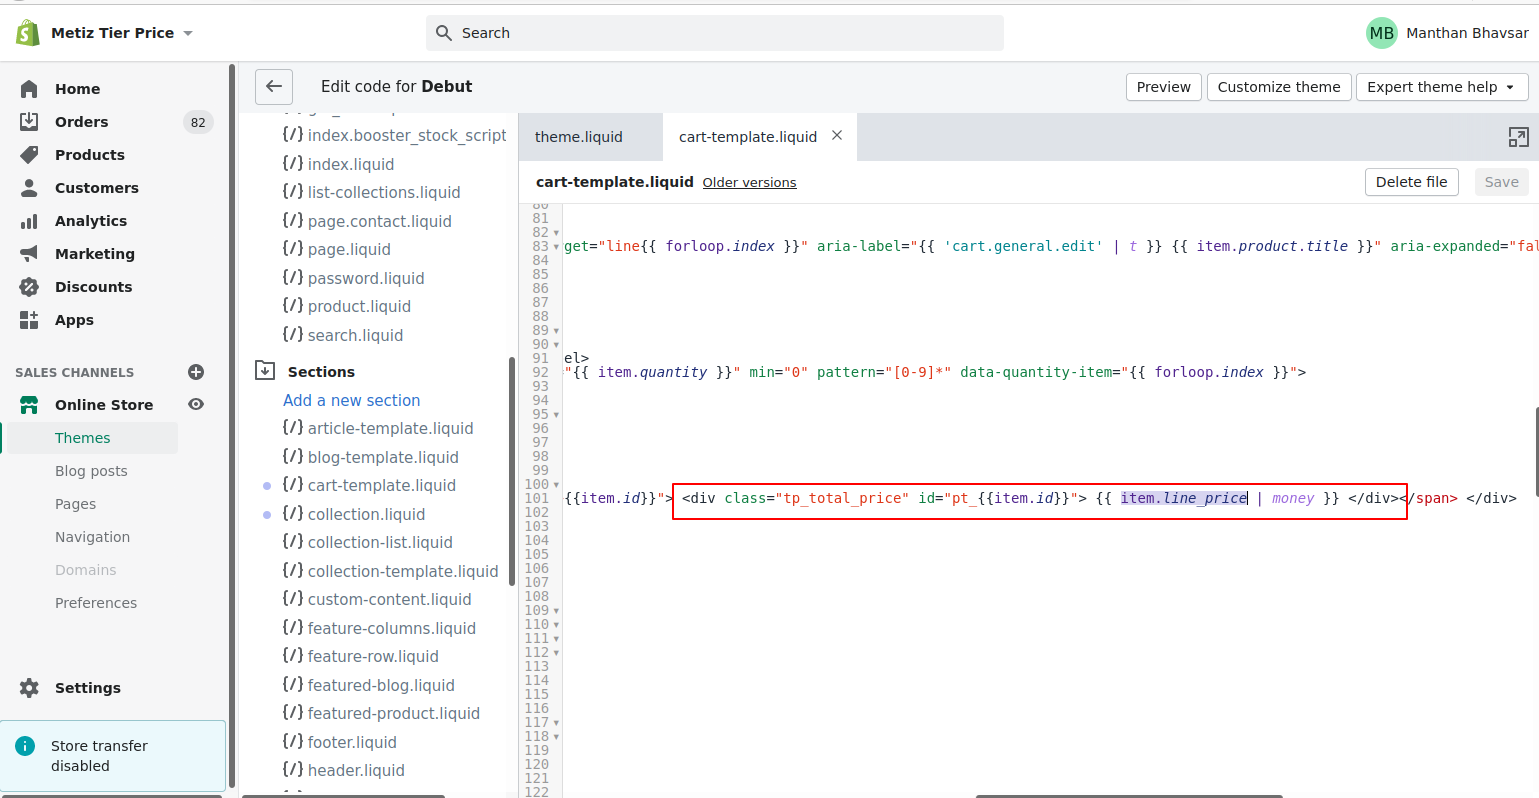 Metiz Tier Price
Search
MB Manthan Bhavsar
Home
Orders 82
Products
Customers
Analytics
Marketing
Discounts
Apps
SALES CHANNELS
Online Store
Themes
Blog posts
Pages
Navigation
Domains
Preferences
Settings
Store transfer
disabled
Edit code for Debut
Preview
Customize theme
Expert theme help
{/} index.booster_stock_script
{/} index.liquid
{/} list-collections.liquid
{/} page.contact.liquid
{/} page.liquid
{/} password.liquid
{/} product.liquid
{/} search.liquid
Sections
Add a new section
{/} article-template.liquid
{/} blog-template.liquid
{/} cart-template.liquid
{/} collection.liquid
{/} collection-list.liquid
{/} collection-template.liquid
{/} custom-content.liquid
{/} feature-columns.liquid
{/} feature-row.liquid
{/} featured-blog.liquid
{/} featured-product.liquid
{/} footer.liquid
{/} header.liquid
theme.liquid
cart-template.liquid
cart-template.liquid Older versions
Delete file
Save
80
81
82
83 get="line{{ forloop.index }}" aria-label="{{ 'cart.general.edit' | t }} {{ item.product.title }}" aria-expanded="fal
84
85
86
87
88
89
90
91 el>
92 ="{{ item.quantity }}" min="0" pattern="[0-9]*" data-quantity-item="{{ forloop.index }}">
93
94
95
96
97
98
99
100
101 {{item.id}}"> <div class="tp_total_price" id="pt_{{item.id}}"> {{ item.line_price | money }} </div></span> </div>
102
103
104
105
106
107
108
109
110
111
112
113
114
115
116
117
118
119
120
121
122